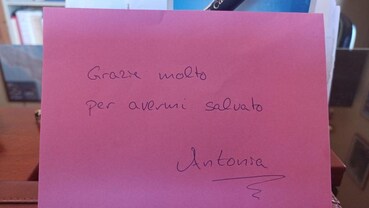 Grazie molto
per avermi salvato
Antonia